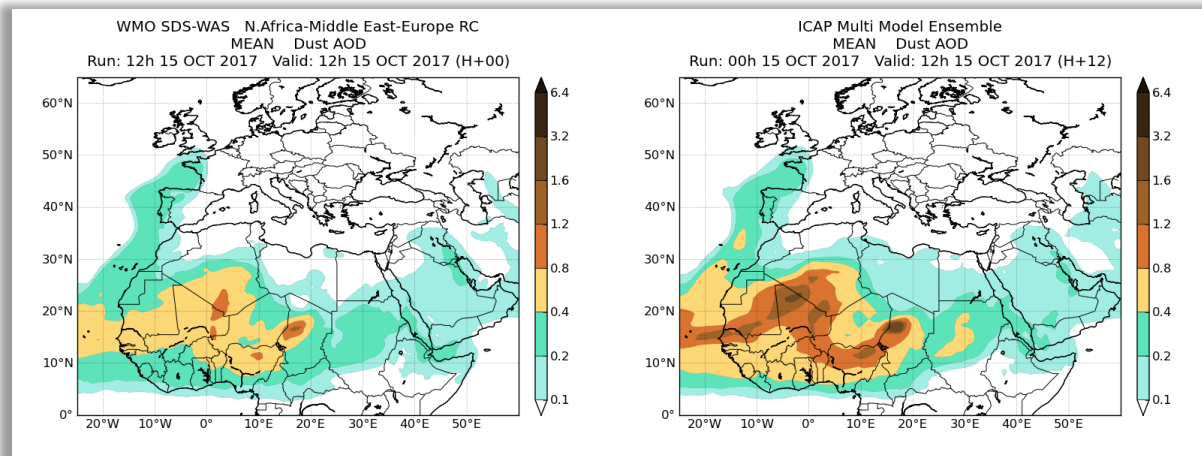 WMO SDS-WAS N.Africa-Middle East-Europe RC
MEAN Dust AOD
Run: 12h 15 OCT 2017 Valid: 12h 15 OCT 2017 (H+00)
60°N
50°N
40°N
30°N
20°N
10°N
0°
20°W
10°W
0°
10°E
20°E
30°E
40°E
50°E
6.4
3.2
1.6
1.2
0.8
0.4
0.2
0.1
ICAP Multi Model Ensemble
MEAN Dust AOD
Run: 00h 15 OCT 2017 Valid: 12h 15 OCT 2017 (H+12)
60°N
50°N
40°N
30°N
20°N
10°N
0°
20°W
10°W
0°
10°E
20°E
30°E
40°E
50°E
6.4
3.2
1.6
1.2
0.8
0.4
0.2
0.1